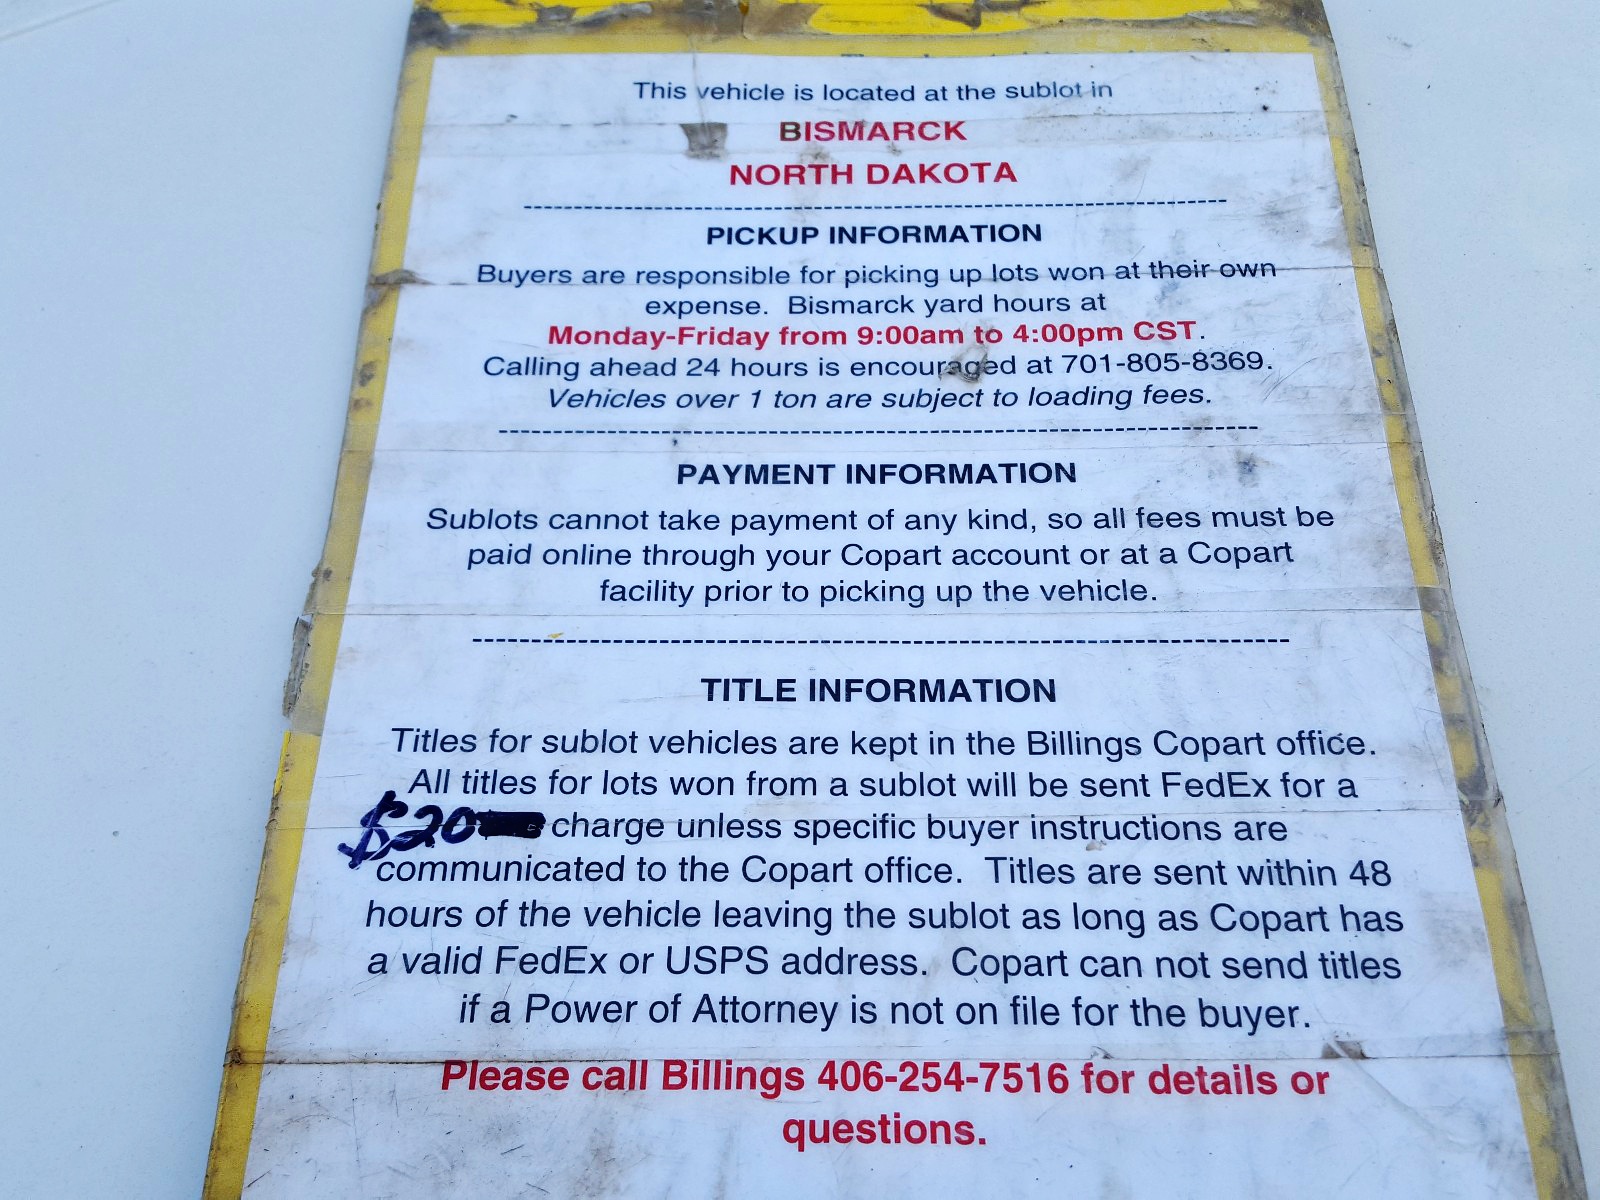 This vehicle is located at the sublot in
BISMARCK
NORTH DAKOTA
PICKUP INFORMATION
Buyers are responsible for picking up lots won at their own
expense. Bismarck yard hours at
Monday-Friday from 9:00am to 4:00pm CST.
Calling ahead 24 hours is encouraged at 701-805-8369.
Vehicles over 1 ton are subject to loading fees.
PAYMENT INFORMATION
Sublots cannot take payment of any kind, so all fees must be
paid online through your Copart account or at a Copart
facility prior to picking up the vehicle.
TITLE INFORMATION
Titles for sublot vehicles are kept in the Billings Copart office.
All titles for lots won from a sublot will be sent FedEx for a
$20 charge unless specific buyer instructions are
communicated to the Copart office. Titles are sent within 48
hours of the vehicle leaving the sublot as long as Copart has
a valid FedEx or USPS address. Copart can not send titles
if a Power of Attorney is not on file for the buyer.
Please call Billings 406-254-7516 for details or
questions.